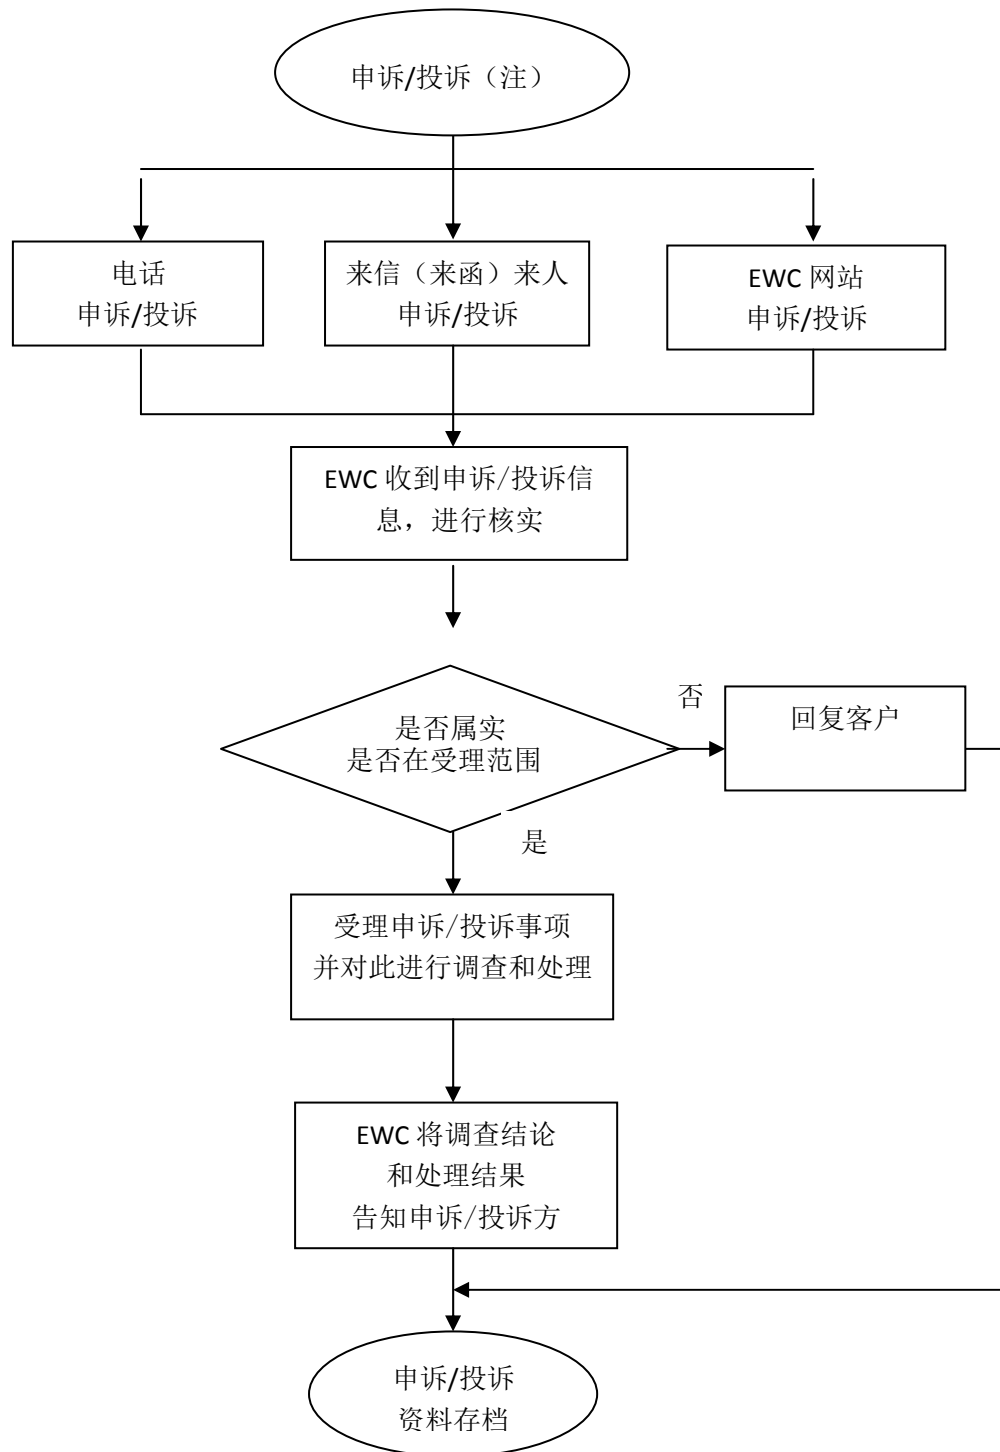 申诉/投诉（注）
电话
申诉/投诉
来信（来函）来人
申诉/投诉
EWC 网站
申诉/投诉
EWC 收到申诉/投诉信
息，进行核实
是否属实
是否在受理范围
否
回复客户
是
受理申诉/投诉事项
并对此进行调查和处理
EWC 将调查结论
和处理结果
告知申诉/投诉方
申诉/投诉
资料存档